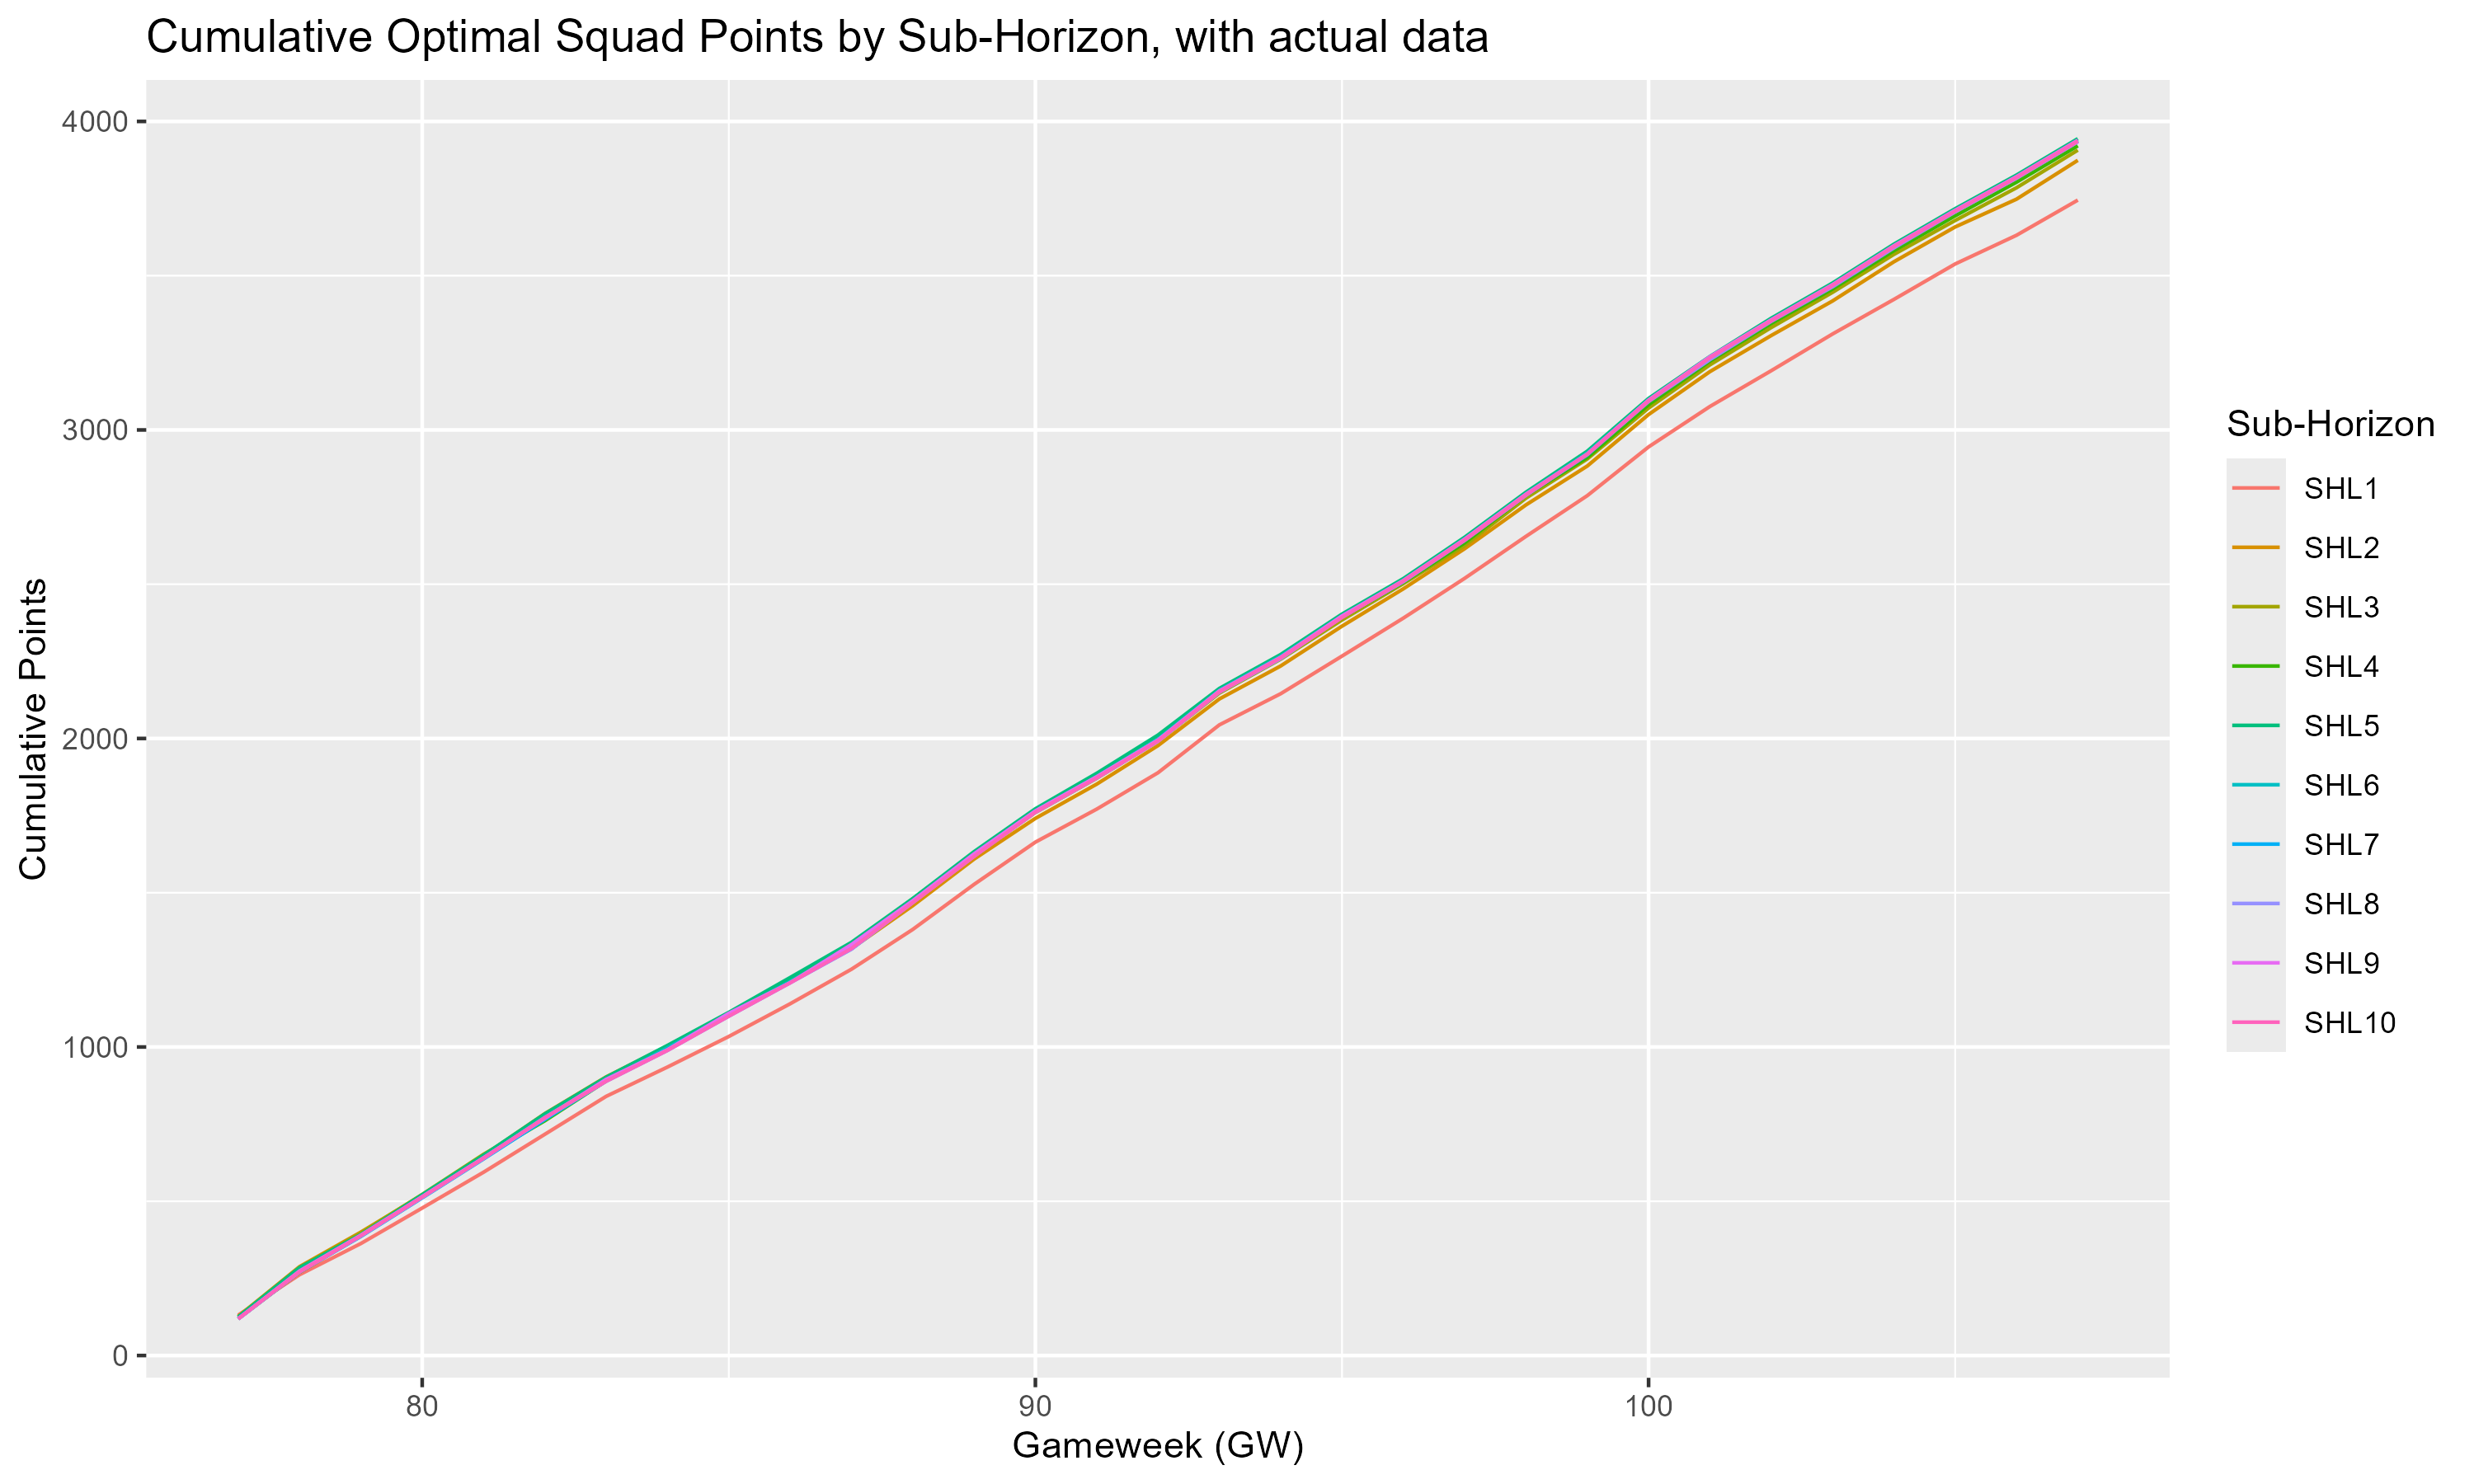 Cumulative Optimal Squad Points by Sub-Horizon, with actual data
Cumulative Points
4000
3000
2000
1000
0
80
90
100
Gameweek (GW)
Sub-Horizon
SHL1
SHL2
SHL3
SHL4
SHL5
SHL6
SHL7
SHL8
SHL9
SHL10